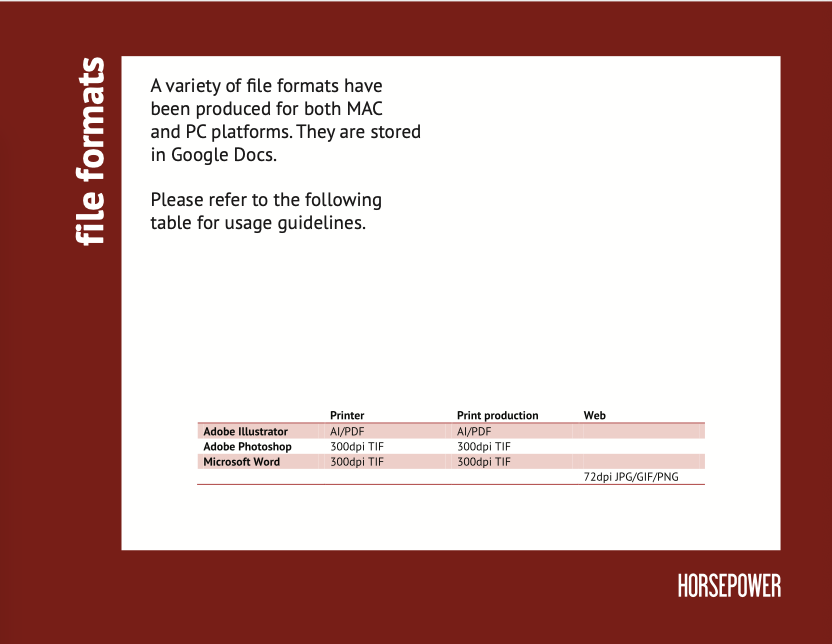 file formats
A variety of file formats have
been produced for both MAC
and PC platforms. They are stored
in Google Docs.
Please refer to the following
table for usage guidelines.
Printer Print production Web
Adobe Illustrator AI/PDF AI/PDF
Adobe Photoshop 300dpi TIF 300dpi TIF
Microsoft Word 300dpi TIF 300dpi TIF
72dpi JPG/GIF/PNG
HORSEPOWER